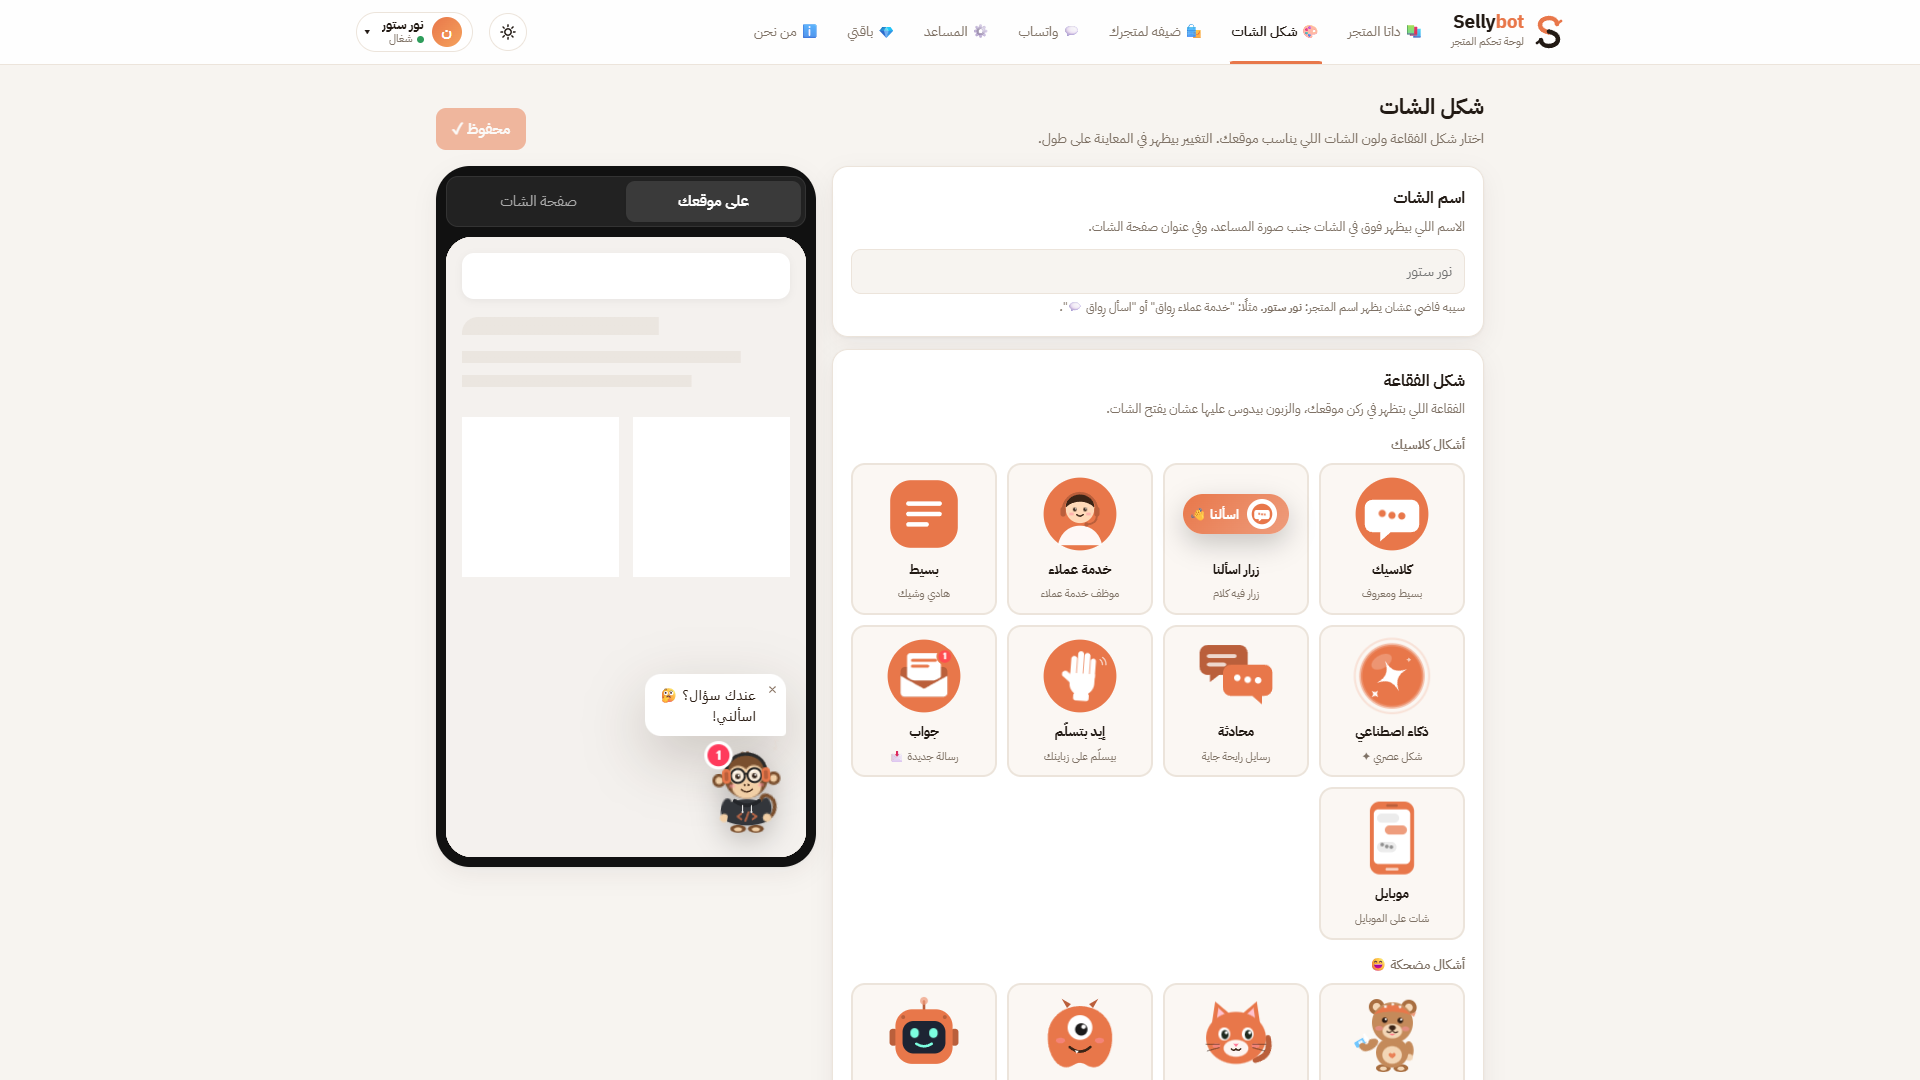 Sellybot
لوحة تحكم المتجر
داتا المتجر
شكل الشات
ضيفه لمتجرك
واتساب
المساعد
باقتي
من نحن
ن
نور ستور
شغال
شكل الشات
اختار شكل الفقاعة ولون الشات اللي يناسب موقعك. التغيير بيظهر في المعاينة على طول.
محفوظ ✓
اسم الشات
الاسم اللي بيظهر فوق في الشات جنب صورة المساعد، وفي عنوان صفحة الشات.
نور ستور
سيبه فاضي عشان يظهر اسم المتجر: نور ستور. مثلًا: "خدمة عملاء رواق" أو "اسأل رواق 💬".
شكل الفقاعة
الفقاعة اللي بتظهر في ركن موقعك، والزبون بيدوس عليها عشان يفتح الشات.
أشكال كلاسيك
كلاسيك
بسيط ومعروف
اسألنا 👋
زرار اسألنا
زرار فيه كلام
خدمة عملاء
موظف خدمة عملاء
بسيط
هادي وشيك
ذكاء اصطناعي
شكل عصري ✦
محادثة
رسايل رايحة جاية
إيد بتسلّم
بيسلّم على زباينك
1
جواب
رسالة جديدة 📩
موبايل
شات على الموبايل
أشكال مضحكة 😄
على موقعك
صفحة الشات
عندك سؤال؟ 🤔
اسألني!
×
1